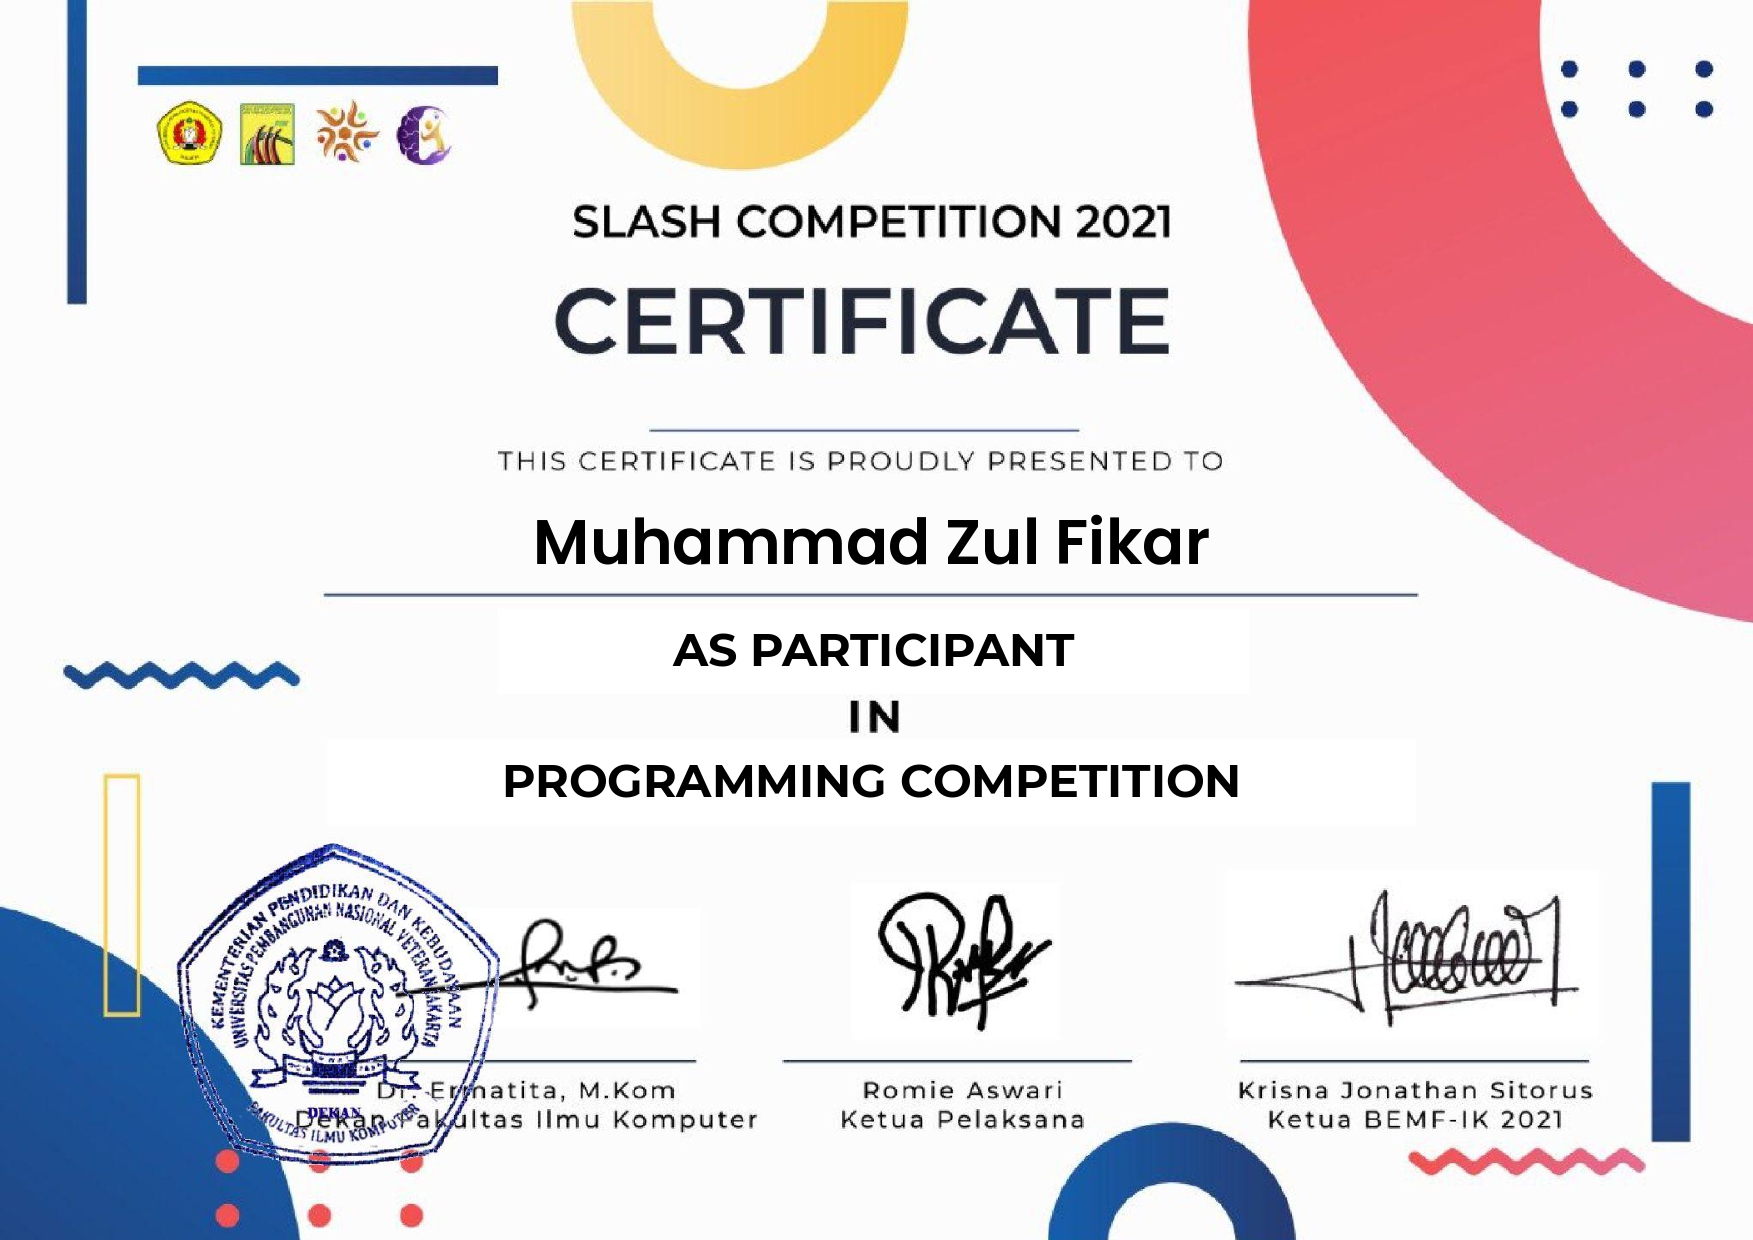 SLASH COMPETITION 2021
CERTIFICATE
THIS CERTIFICATE IS PROUDLY PRESENTED TO
Muhammad Zul Fikar
AS PARTICIPANT
IN
PROGRAMMING COMPETITION
KEMENTERIAN PENDIDIKAN DAN KEBUDAYAAN
UNIVERSITAS PEMBANGUNAN NASIONAL VETERAN JAKARTA
DEKAN
FAKULTAS ILMU KOMPUTER
Dr. Ermatita, M.Kom
Dekan Fakultas Ilmu Komputer
Romie Aswari
Ketua Pelaksana
Krisna Jonathan Sitorus
Ketua BEMF-IK 2021